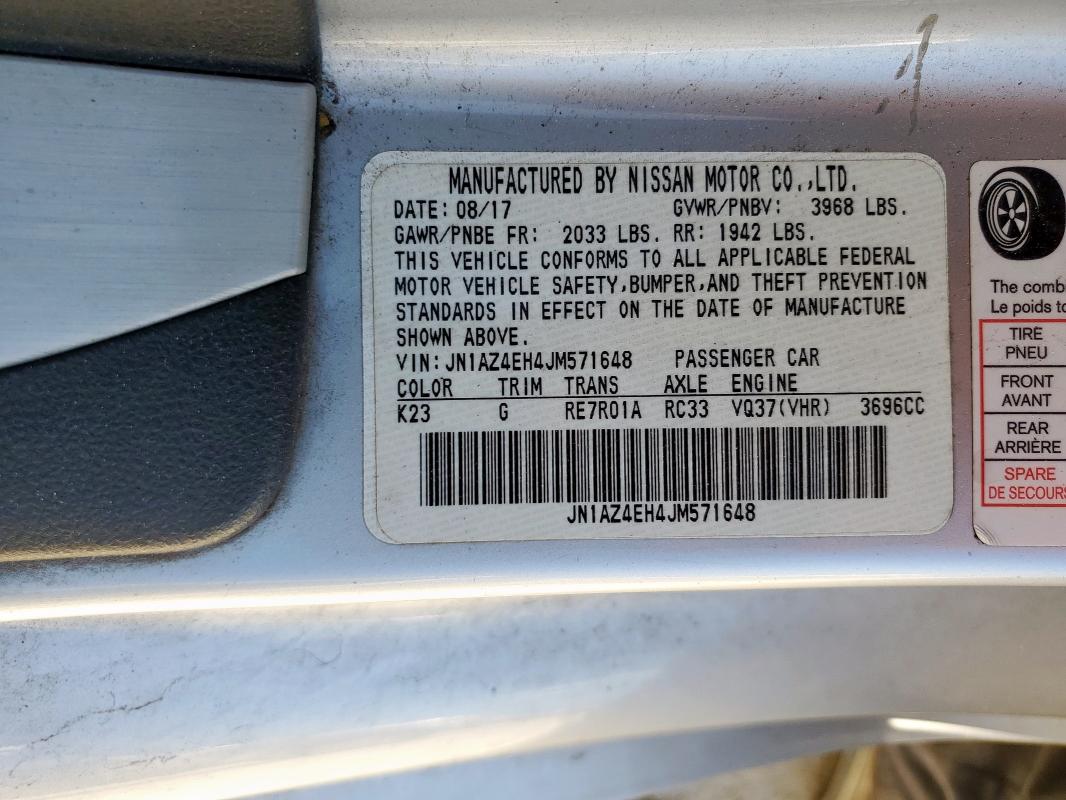 MANUFACTURED BY NISSAN MOTOR CO.,LTD.
DATE: 08/17 GVWR/PNBV: 3968 LBS.
GAWR/PNBE FR: 2033 LBS. RR: 1942 LBS.
THIS VEHICLE CONFORMS TO ALL APPLICABLE FEDERAL
MOTOR VEHICLE SAFETY,BUMPER,AND THEFT PREVENTION
STANDARDS IN EFFECT ON THE DATE OF MANUFACTURE
SHOWN ABOVE.
VIN: JN1AZ4EH4JM571648 PASSENGER CAR
COLOR TRIM TRANS AXLE ENGINE
K23 G RE7R01A RC33 VQ37(VHR) 3696CC
JN1AZ4EH4JM571648
The
Le poids
TIRE
PNEU
FRONT
AVANT
REAR
ARRIÈRE
SPARE
DE SECOURS